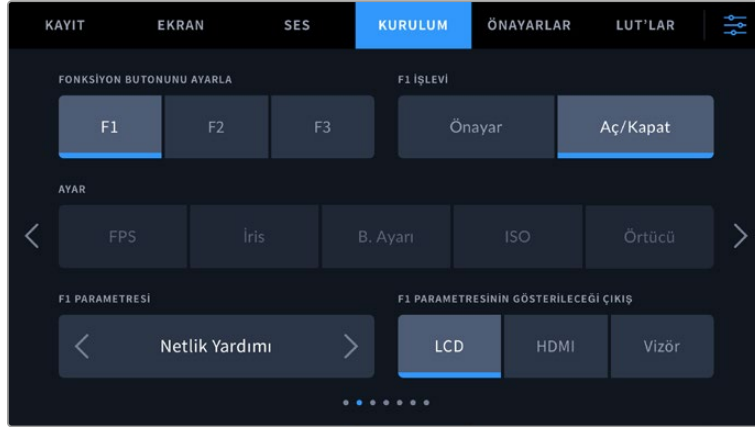 KAYIT EKRAN SES KURULUM ÖNAYARLAR LUT'LAR
FONKSİYON BUTONUNU AYARLA F1 İŞLEVİ
F1 F2 F3 Önayar Aç/Kapat
AYAR
FPS İris B. Ayarı ISO Örtücü
F1 PARAMETRESİ F1 PARAMETRESİNİN GÖSTERİLECEĞİ ÇIKIŞ
Netlik Yardımı LCD HDMI Vizör